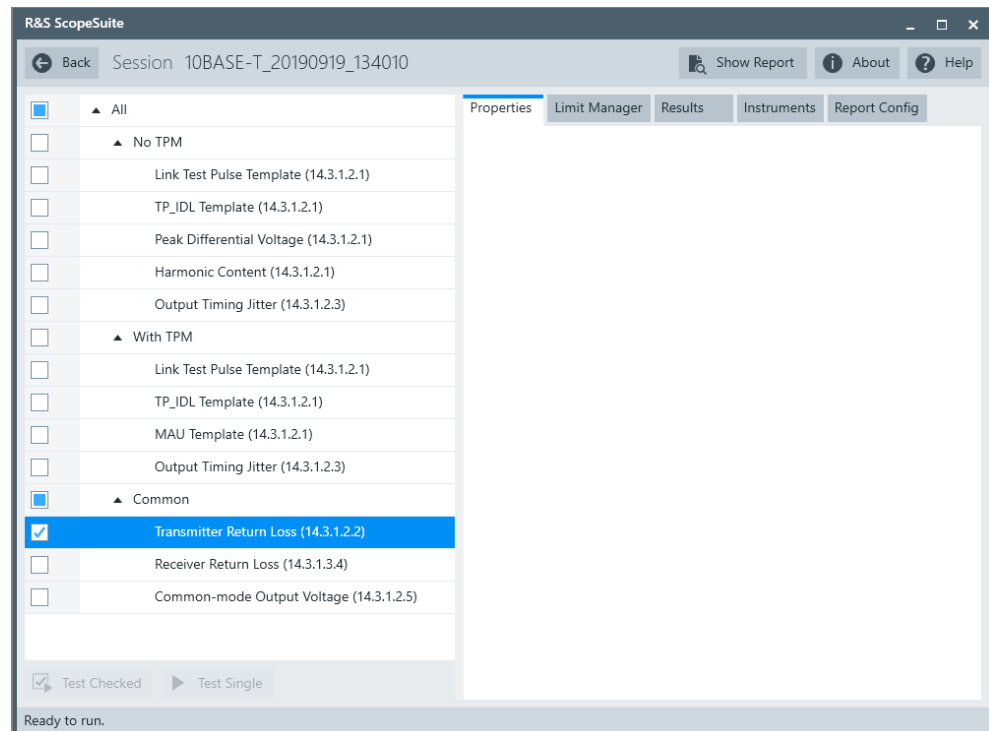 R&S ScopeSuite
Back Session 10BASE-T_20190919_134010 Show Report About Help
All
No TPM
Link Test Pulse Template (14.3.1.2.1)
TP_IDL Template (14.3.1.2.1)
Peak Differential Voltage (14.3.1.2.1)
Harmonic Content (14.3.1.2.1)
Output Timing Jitter (14.3.1.2.3)
With TPM
Link Test Pulse Template (14.3.1.2.1)
TP_IDL Template (14.3.1.2.1)
MAU Template (14.3.1.2.1)
Output Timing Jitter (14.3.1.2.3)
Common
Transmitter Return Loss (14.3.1.2.2)
Receiver Return Loss (14.3.1.3.4)
Common-mode Output Voltage (14.3.1.2.5)
Properties Limit Manager Results Instruments Report Config
Test Checked Test Single
Ready to run.